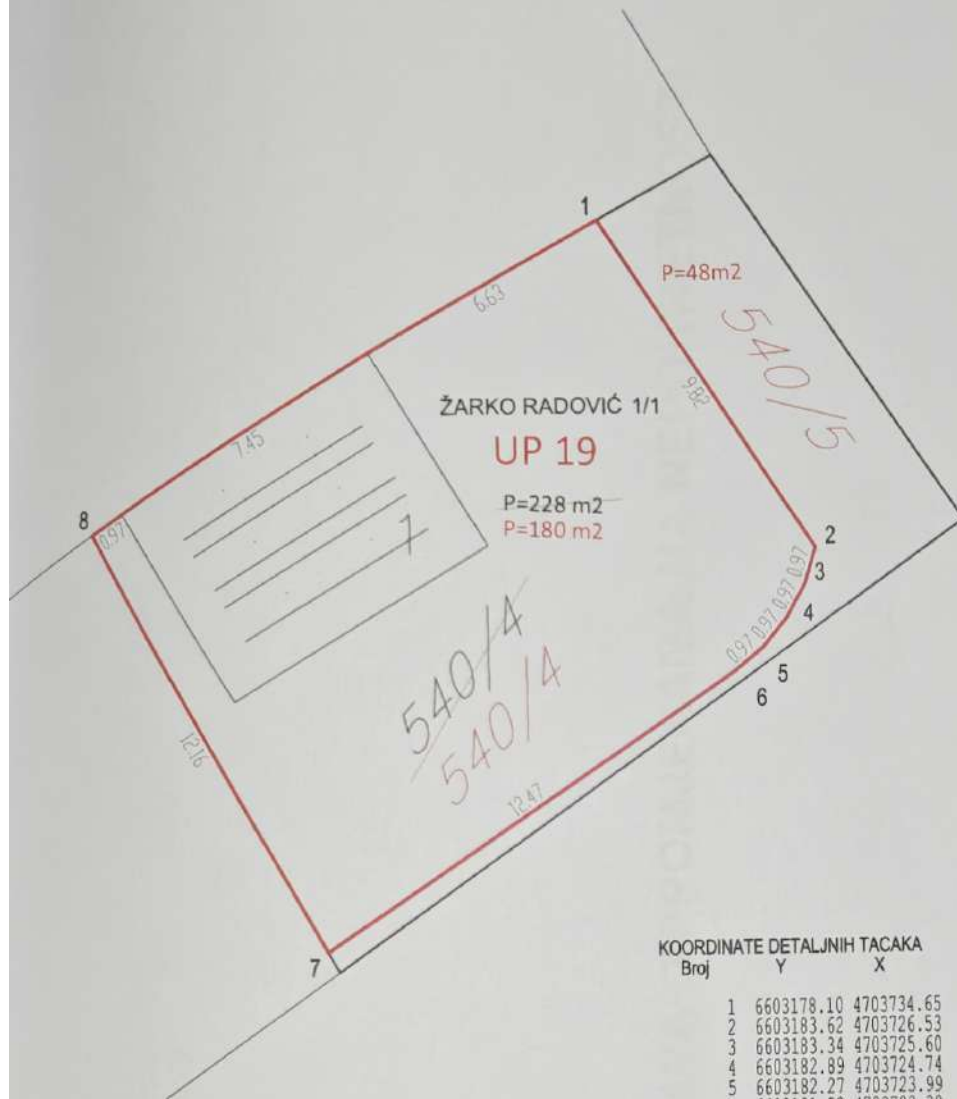 1
6.63
P=48m2
540/5
9.82
ŽARKO RADOVIĆ 1/1
UP 19
7.45
P=228 m2
P=180 m2
8
0.97
7
2
0.97
3
0.97
4
0.97
0.97
5
6
540/4
540/4
12.16
12.47
7
KOORDINATE DETALJNIH TACAKA
Broj Y X
1 6603178.10 4703734.65
2 6603183.62 4703726.53
3 6603183.34 4703725.60
4 6603182.89 4703724.74
5 6603182.27 4703723.99